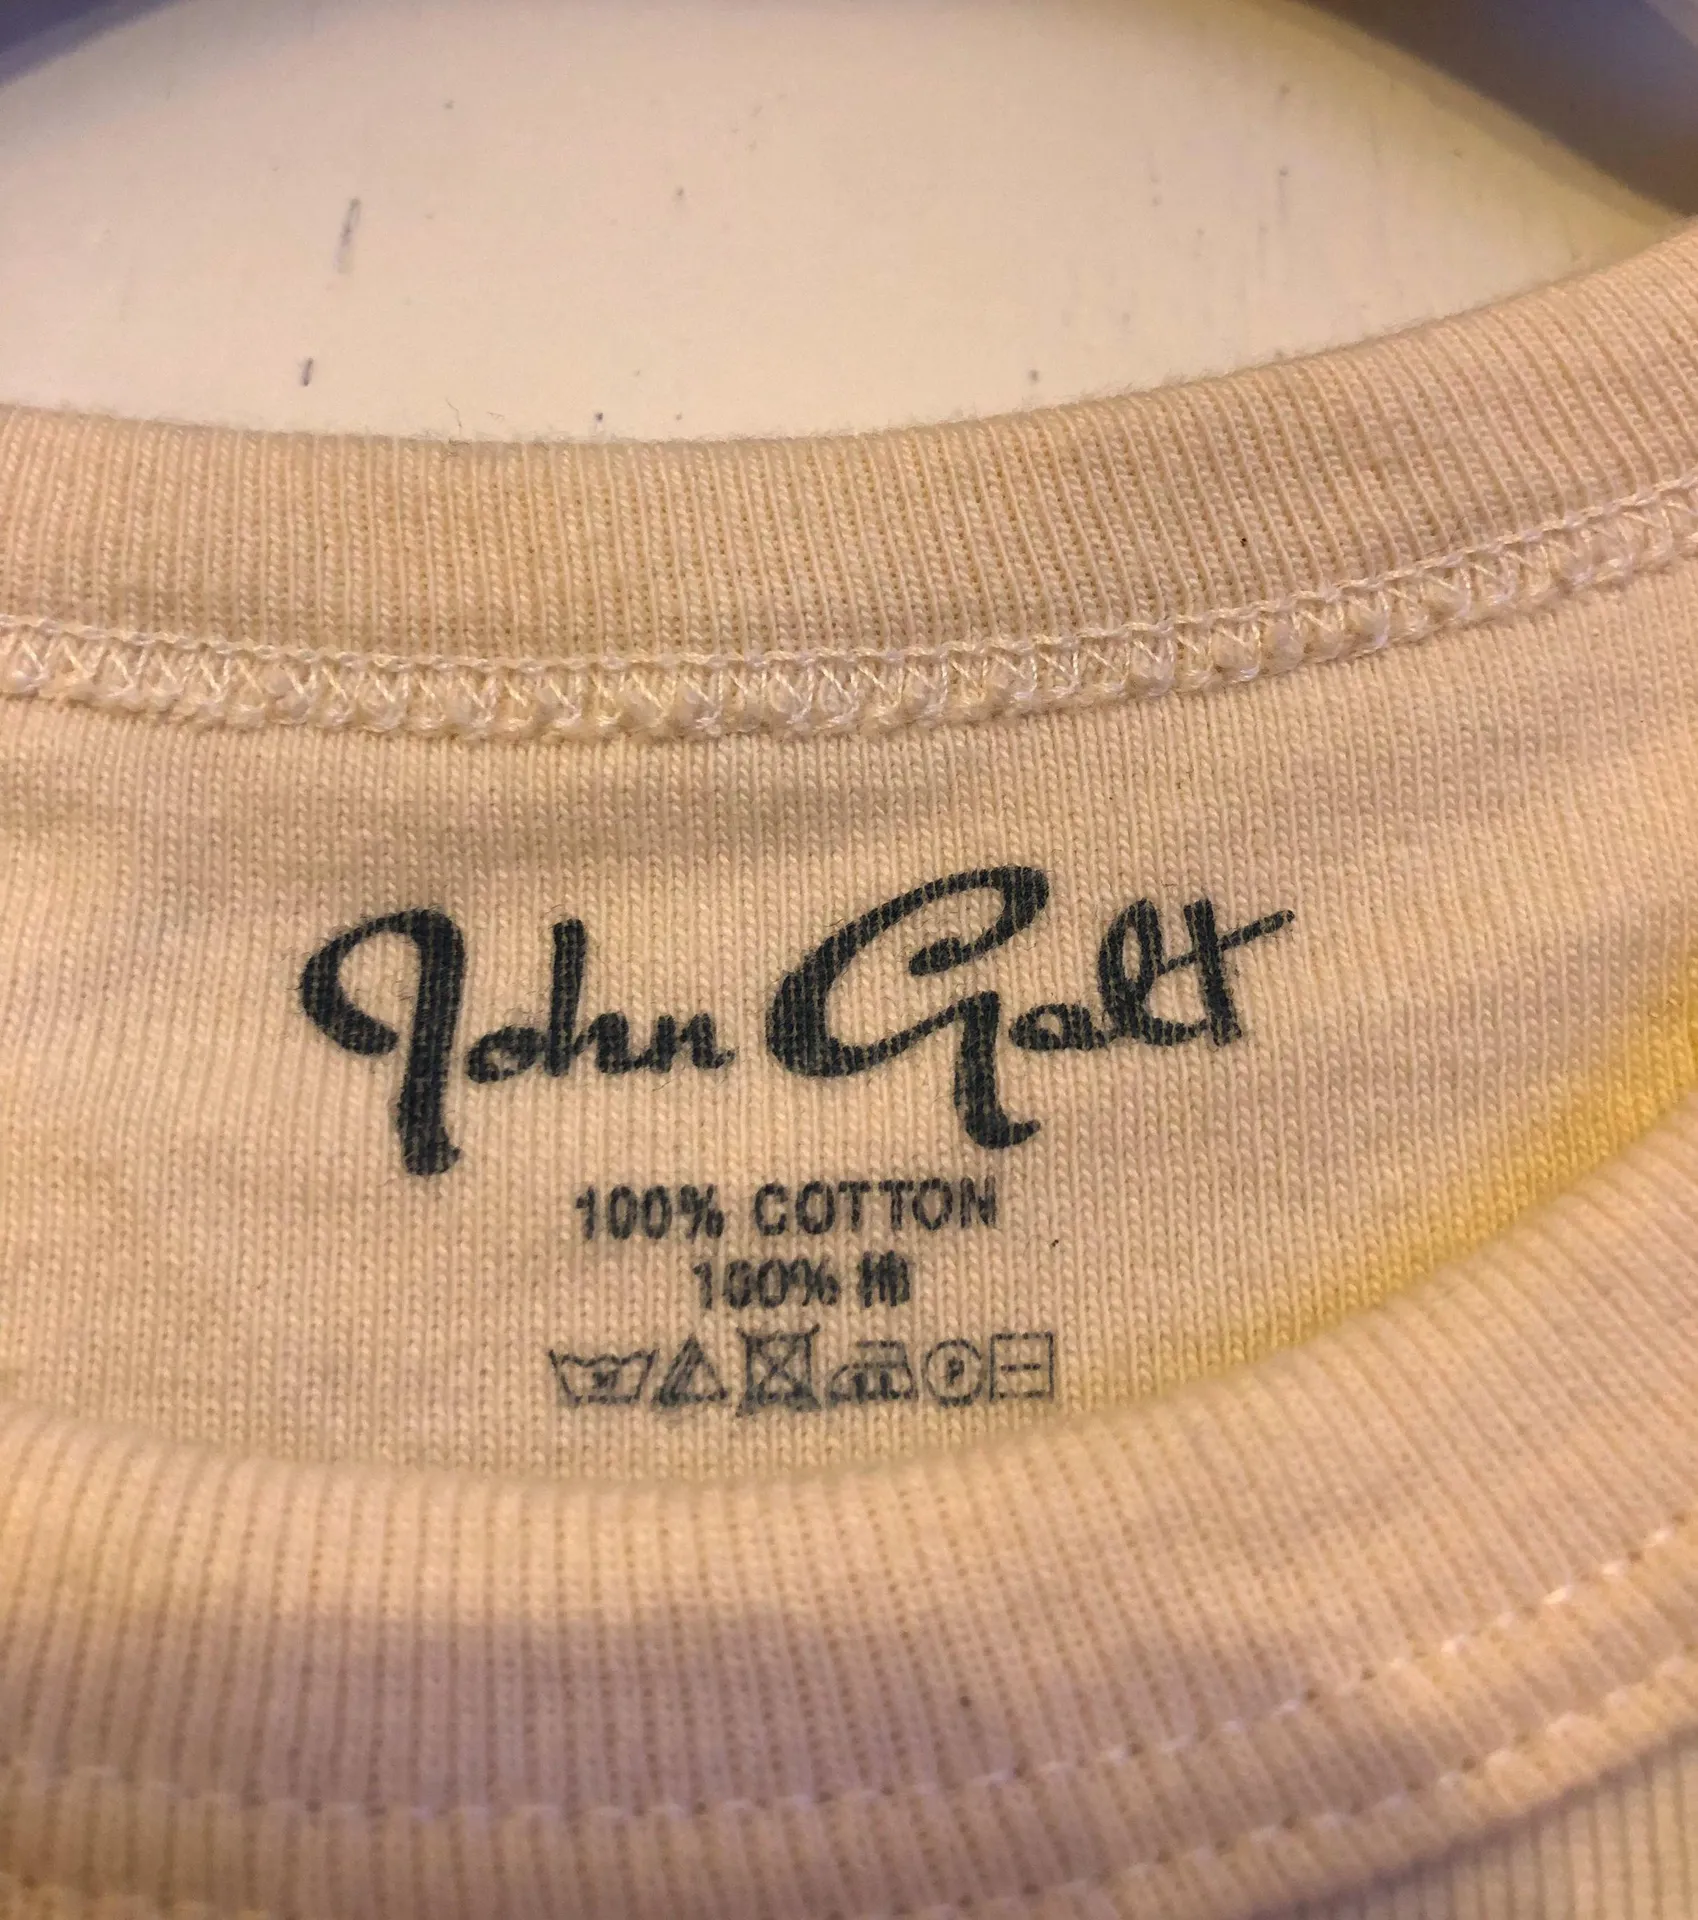 John Galt
100% COTTON
100% 棉